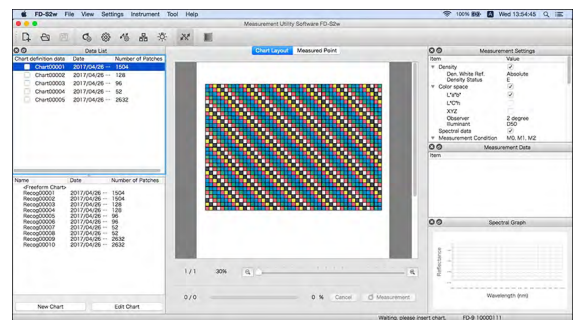 FD-S2w File View Settings Instrument Tool Help
100% Wed 13:54:45
Measurement Utility Software FD-S2w
Data List
Chart definition data Date Number of Patches
Chart00001 2017/04/26 ··· 1504
Chart00002 2017/04/26 ··· 128
Chart00003 2017/04/26 ··· 96
Chart00004 2017/04/26 ··· 52
Chart00005 2017/04/26 ··· 2632
Name Date Number of Patches
<Freeform Chart>
Recog00001 2017/04/26 ··· 1504
Recog00002 2017/04/26 ··· 1504
Recog00003 2017/04/26 ··· 128
Recog00004 2017/04/26 ··· 128
Recog00005 2017/04/26 ··· 96
Recog00006 2017/04/26 ··· 96
Recog00007 2017/04/26 ··· 52
Recog00008 2017/04/26 ··· 52
Recog00009 2017/04/26 ··· 2632
Recog00010 2017/04/26 ··· 2632
New Chart Edit Chart
Chart Layout Measured Point
1 / 1 30%
0 / 0 0 % Cancel Measurement
Measurement Settings
Item Value
Density
Den. White Ref. Absolute
Density Status E
Color space
L*a*b*
L*C*h
XYZ
Observer 2 degree
Illuminant D50
Spectral data
Measurement Condition M0, M1, M2
Measurement Data
Item
Spectral Graph
Reflectance
Wavelength (nm)
Waiting, please insert chart. FD-9 10000111